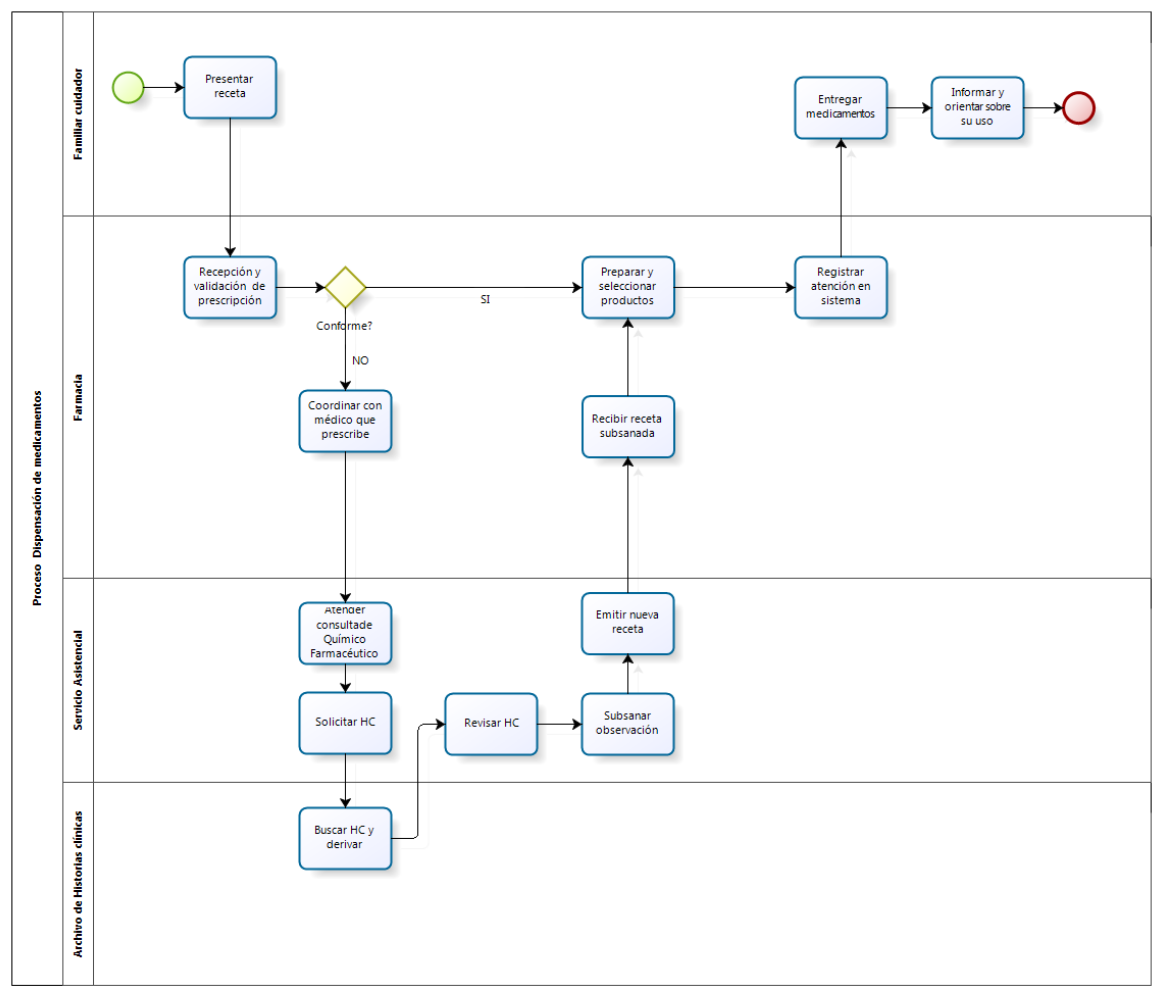 Proceso Dispensación de medicamentos
Familiar cuidador
Presentar
receta
Entregar
medicamentos
Informar y
orientar sobre
su uso
Farmacia
Recepción y
validación de
prescripción
Conforme?
SI
NO
Preparar y
seleccionar
productos
Registrar
atención en
sistema
Coordinar con
médico que
prescribe
Recibir receta
subsanada
Servicio Asistencial
Atender
consultade
Químico
Farmacéutico
Emitir nueva
receta
Solicitar HC
Revisar HC
Subsanar
observación
Archivo de Historias clínicas
Buscar HC y
derivar